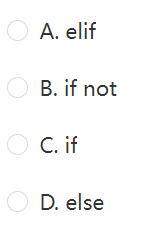 A. elif
B. if not
C. if
D. else